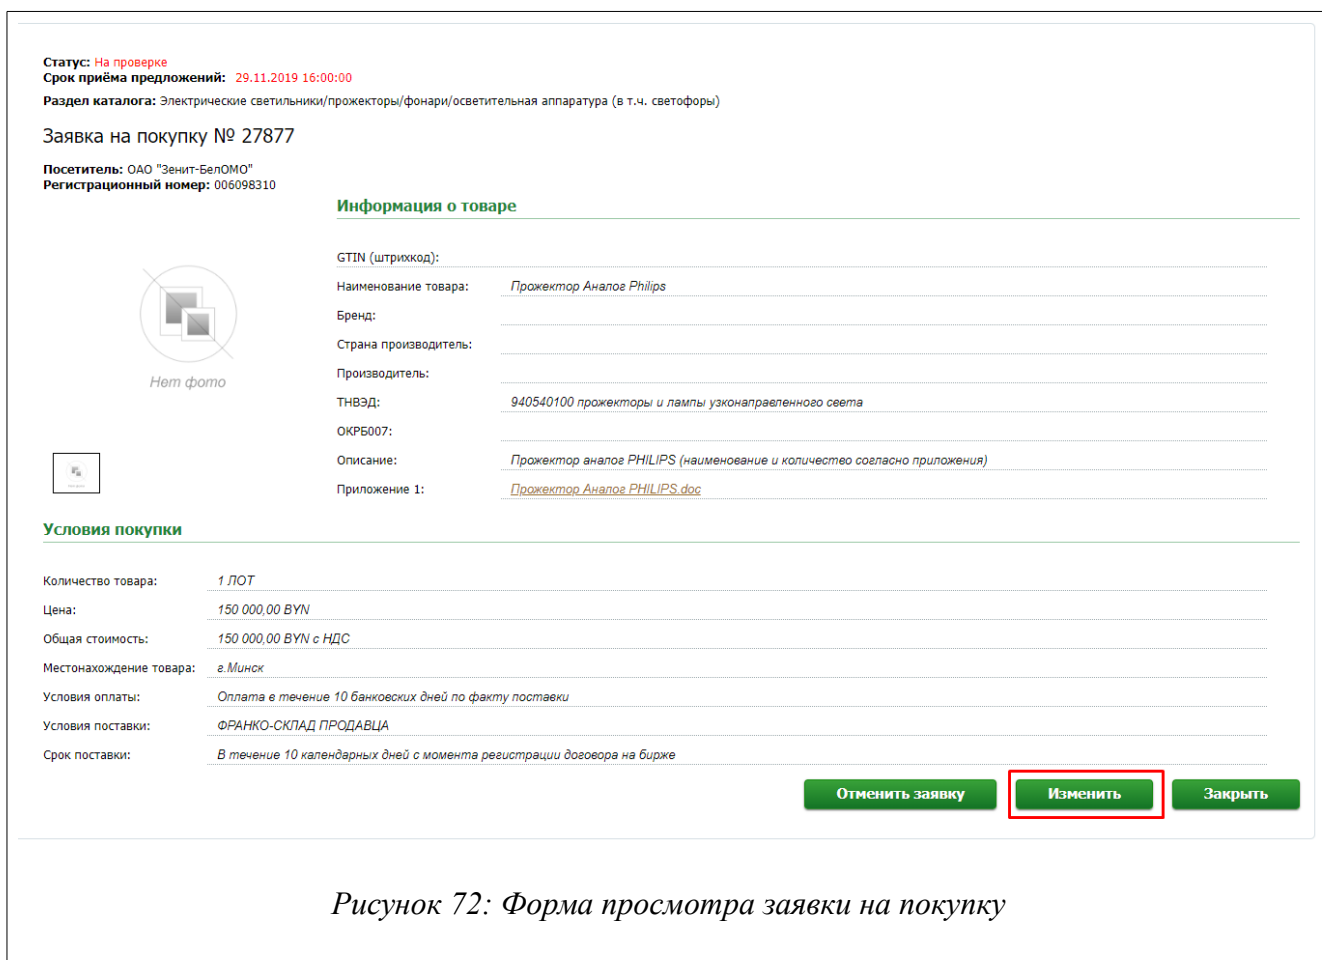 Статус: На проверке
Срок приёма предложений: 29.11.2019 16:00:00
Раздел каталога: Электрические светильники/прожекторы/фонари/осветительная аппаратура (в т.ч. светофоры)
Заявка на покупку № 27877
Посетитель: ОАО "Зенит-БелОМО"
Регистрационный номер: 006098310
Информация о товаре
Нет фото
GTIN (штрихкод):
Наименование товара: Прожектор Аналог Philips
Бренд:
Страна производитель:
Производитель:
ТНВЭД: 940540100 прожекторы и лампы узконаправленного света
ОКРБ007:
Описание: Прожектор аналог PHILIPS (наименование и количество согласно приложения)
Приложение 1: Прожектор Аналог PHILIPS.doc
Условия покупки
Количество товара: 1 ЛОТ
Цена: 150 000,00 BYN
Общая стоимость: 150 000,00 BYN с НДС
Местонахождение товара: г.Минск
Условия оплаты: Оплата в течение 10 банковских дней по факту поставки
Условия поставки: ФРАНКО-СКЛАД ПРОДАВЦА
Срок поставки: В течение 10 календарных дней с момента регистрации договора на бирже
Отменить заявку Изменить Закрыть
Рисунок 72: Форма просмотра заявки на покупку